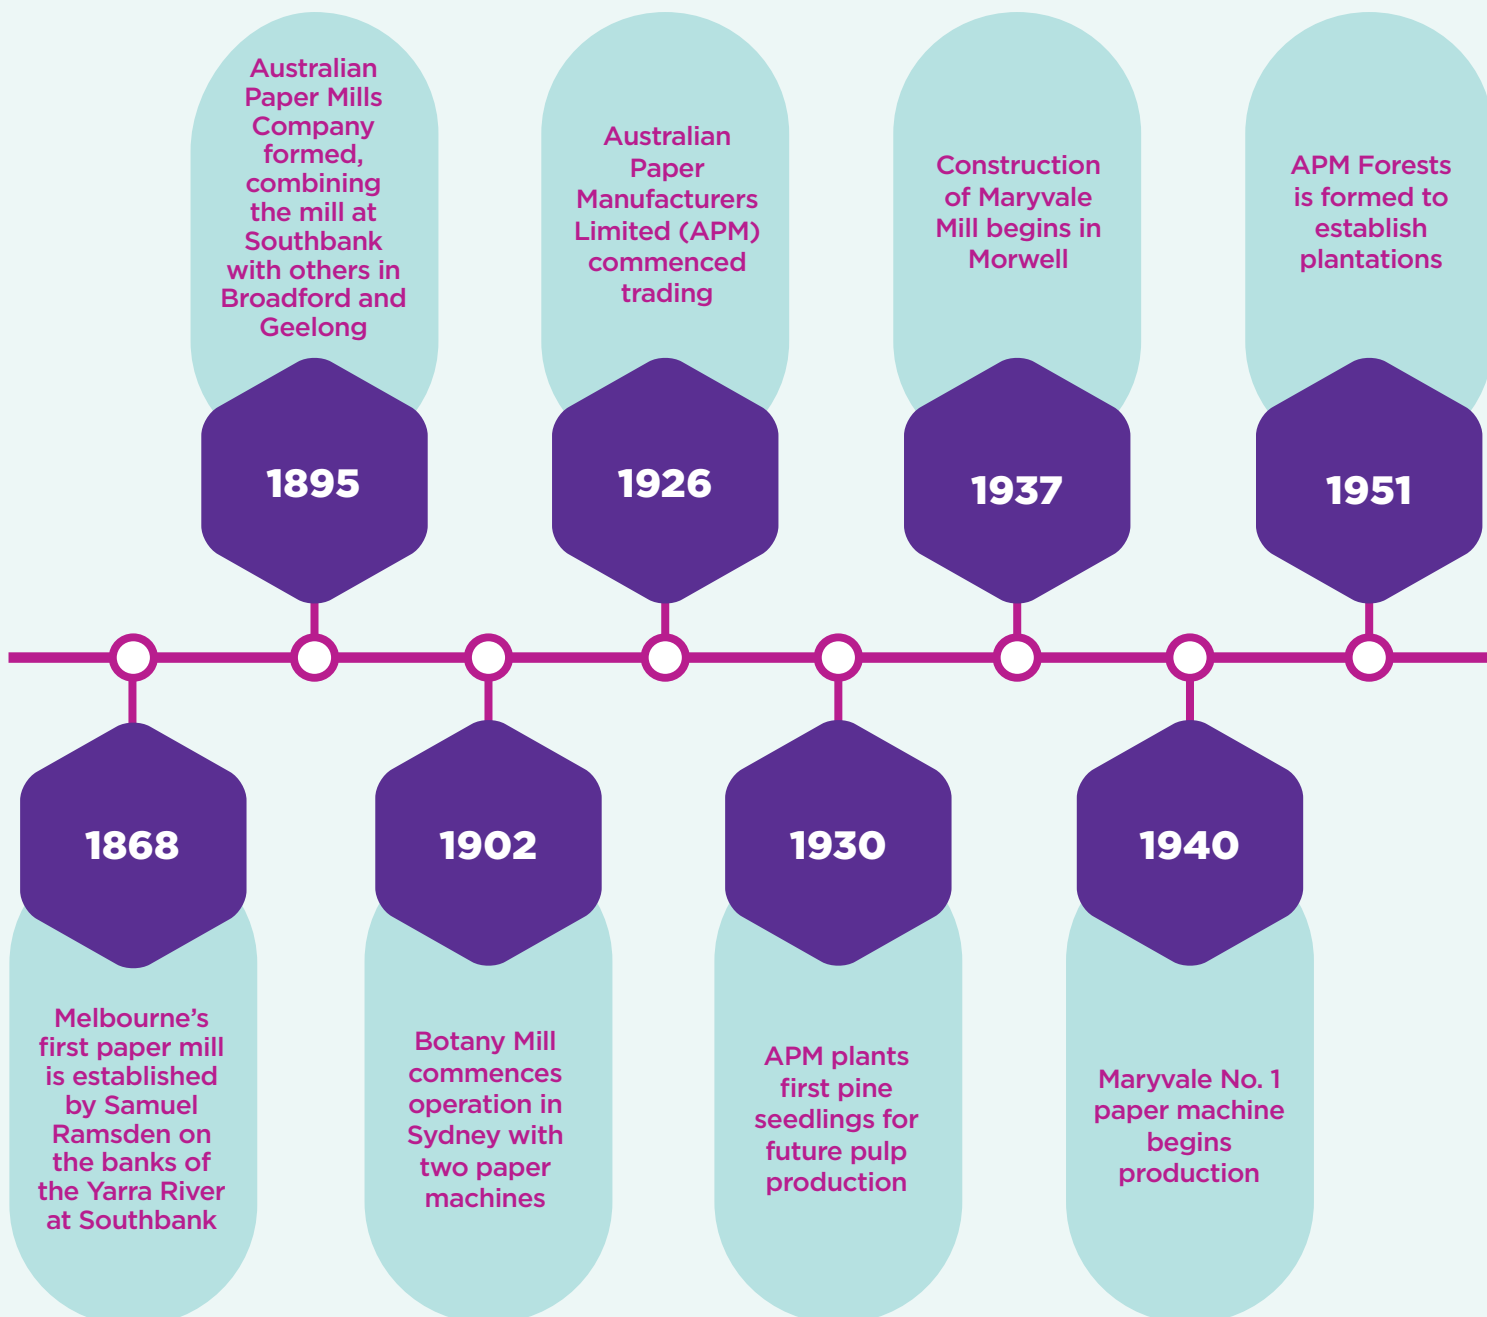 Australian
Paper Mills
Company
formed,
combining
the mill at
Southbank
with others in
Broadford and
Geelong
1895
Australian
Paper
Manufacturers
Limited (APM)
commenced
trading
1926
Construction
of Maryvale
Mill begins in
Morwell
1937
APM Forests
is formed to
establish
plantations
1951
1868
Melbourne’s
first paper mill
is established
by Samuel
Ramsden on
the banks of
the Yarra River
at Southbank
1902
Botany Mill
commences
operation in
Sydney with
two paper
machines
1930
APM plants
first pine
seedlings for
future pulp
production
1940
Maryvale No. 1
paper machine
begins
production